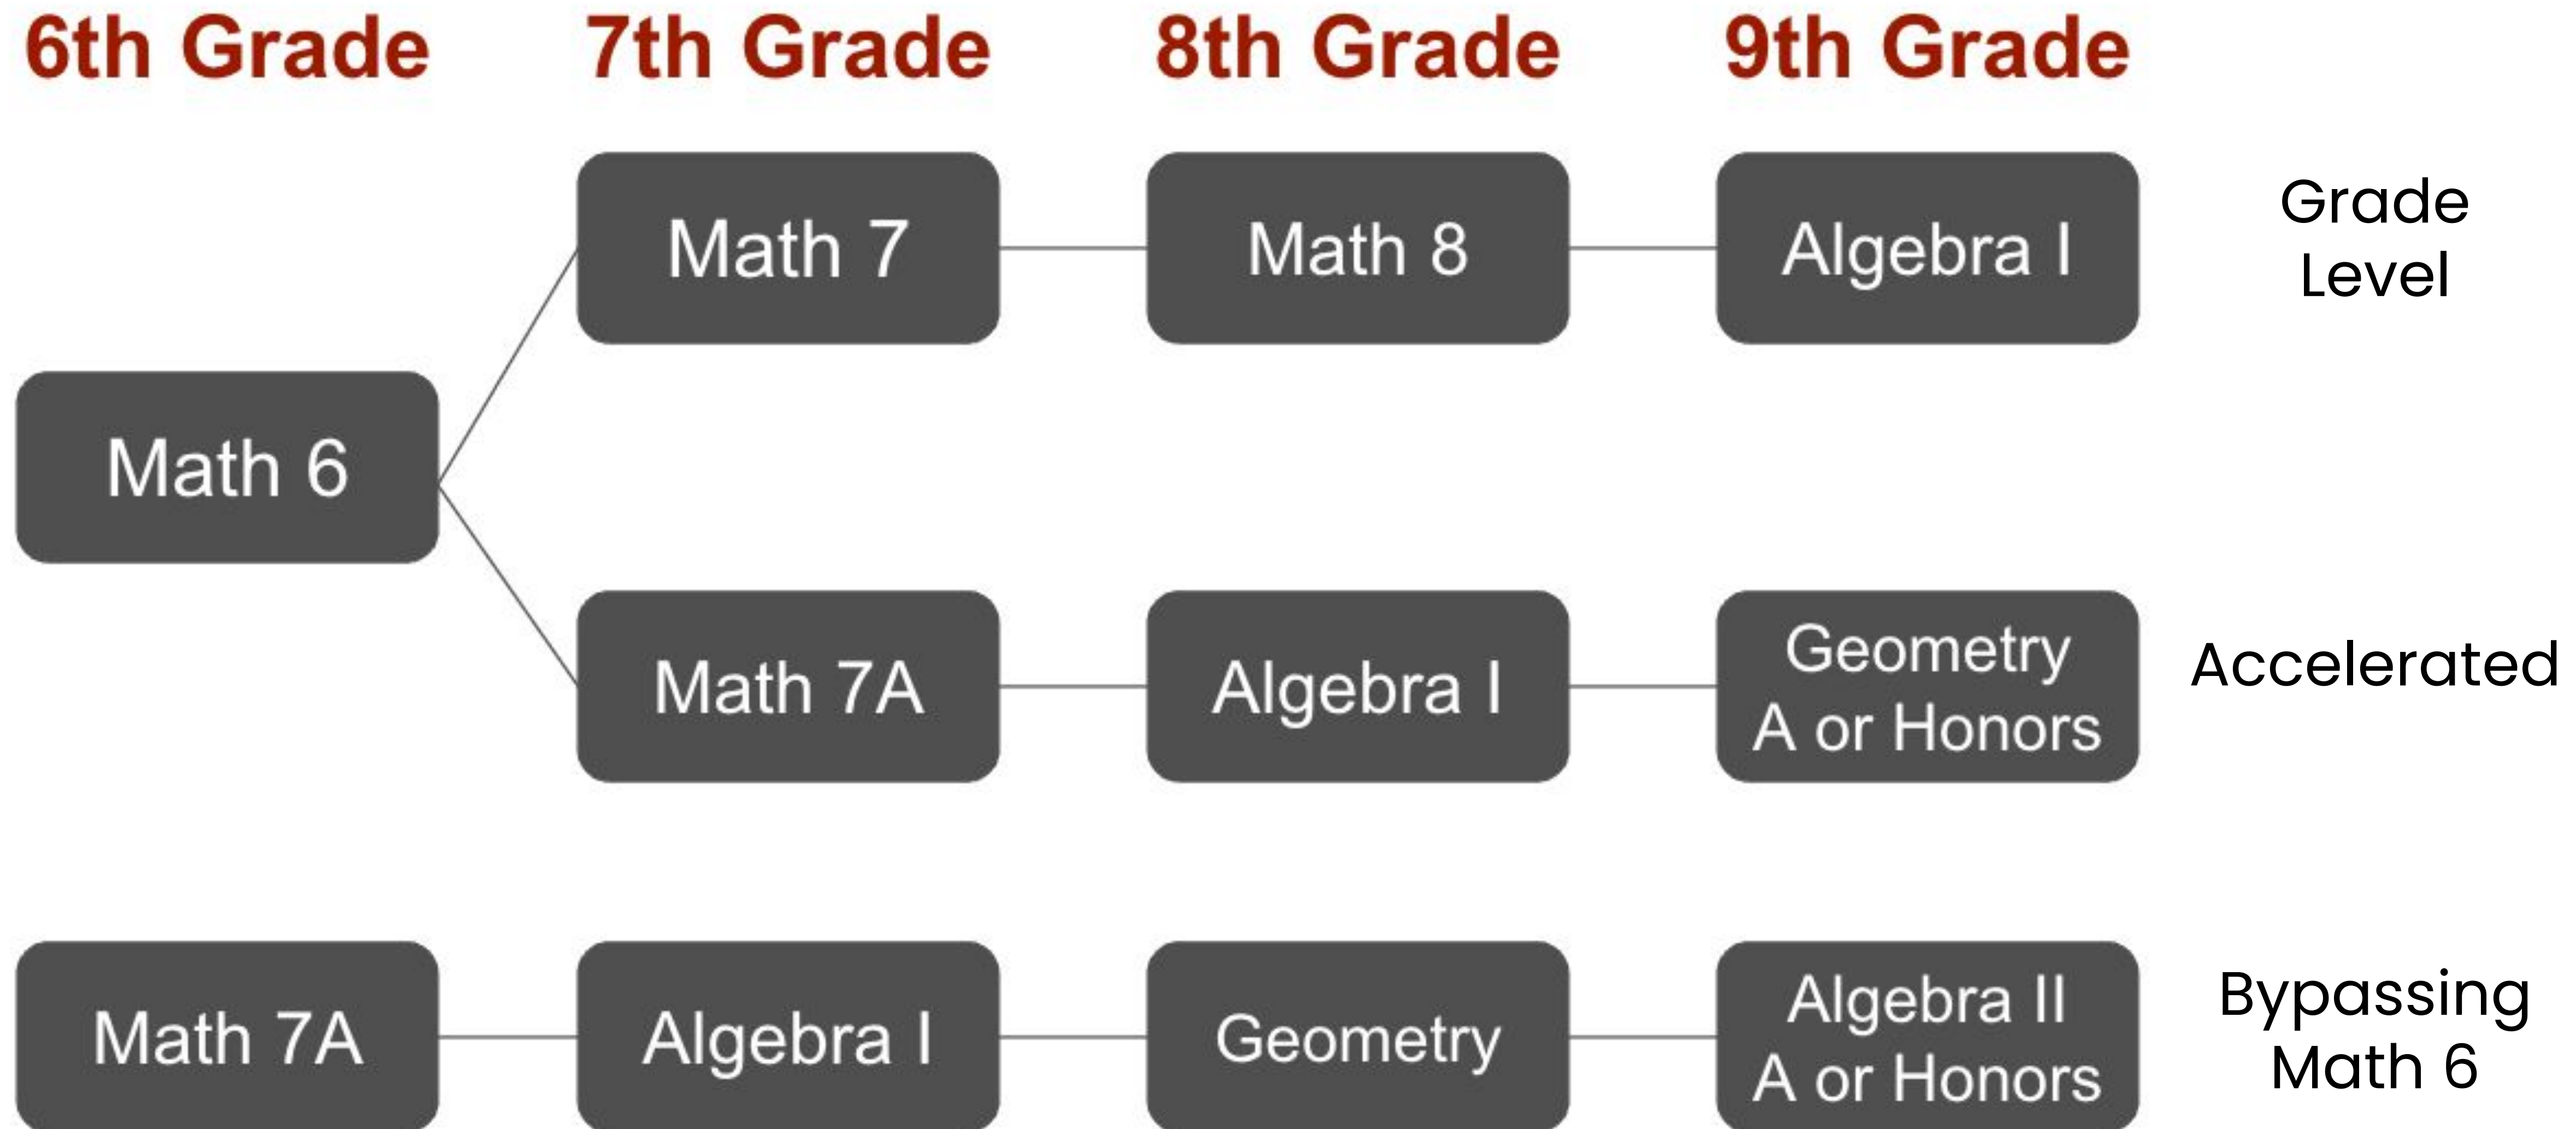 6th Grade 7th Grade 8th Grade 9th Grade
Math 7 Math 8 Algebra I
Grade
Level
Math 6
Math 7A Algebra I
Geometry
A or Honors
Accelerated
Math 7A Algebra I Geometry
Algebra II
A or Honors
Bypassing
Math 6